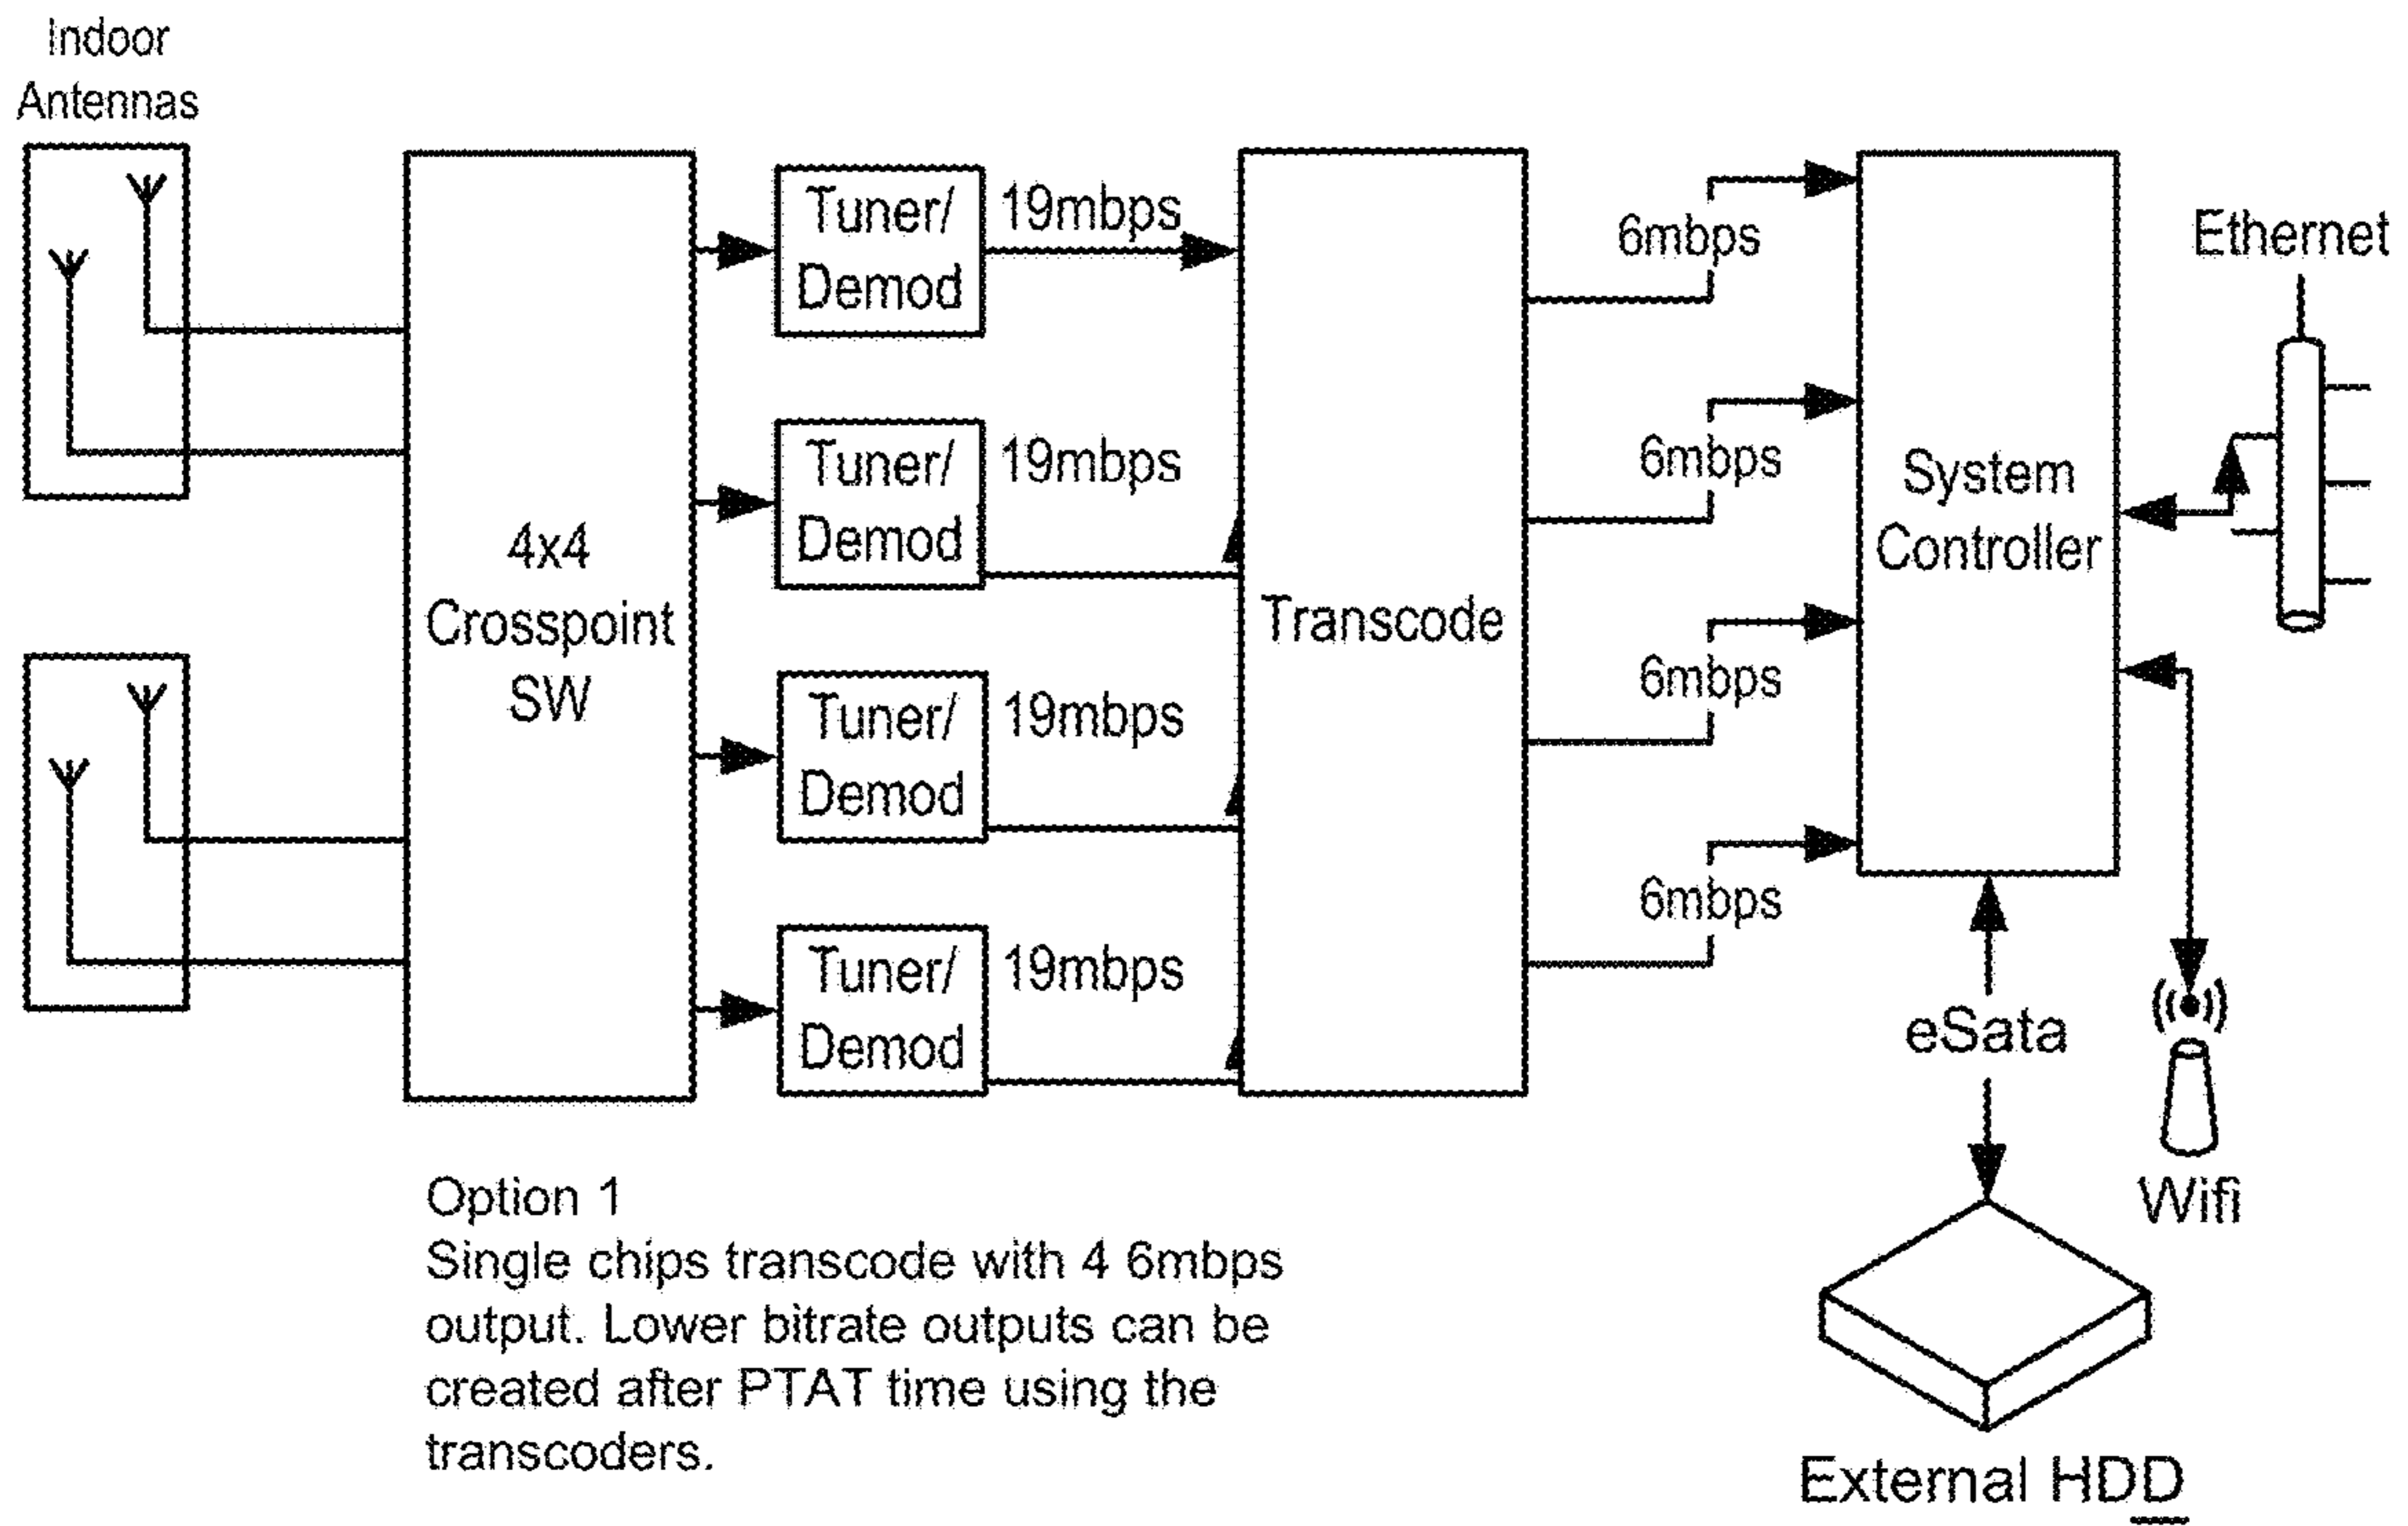 Indoor
Antennas
4x4
Crosspoint
SW
Tuner/
Demod
19mbps
Tuner/
Demod
19mbps
Tuner/
Demod
19mbps
Tuner/
Demod
19mbps
Transcode
6mbps
6mbps
6mbps
6mbps
System
Controller
Ethernet
eSata
Wifi
External HDD
Option 1
Single chips transcode with 4 6mbps
output. Lower bitrate outputs can be
created after PTAT time using the
transcoders.